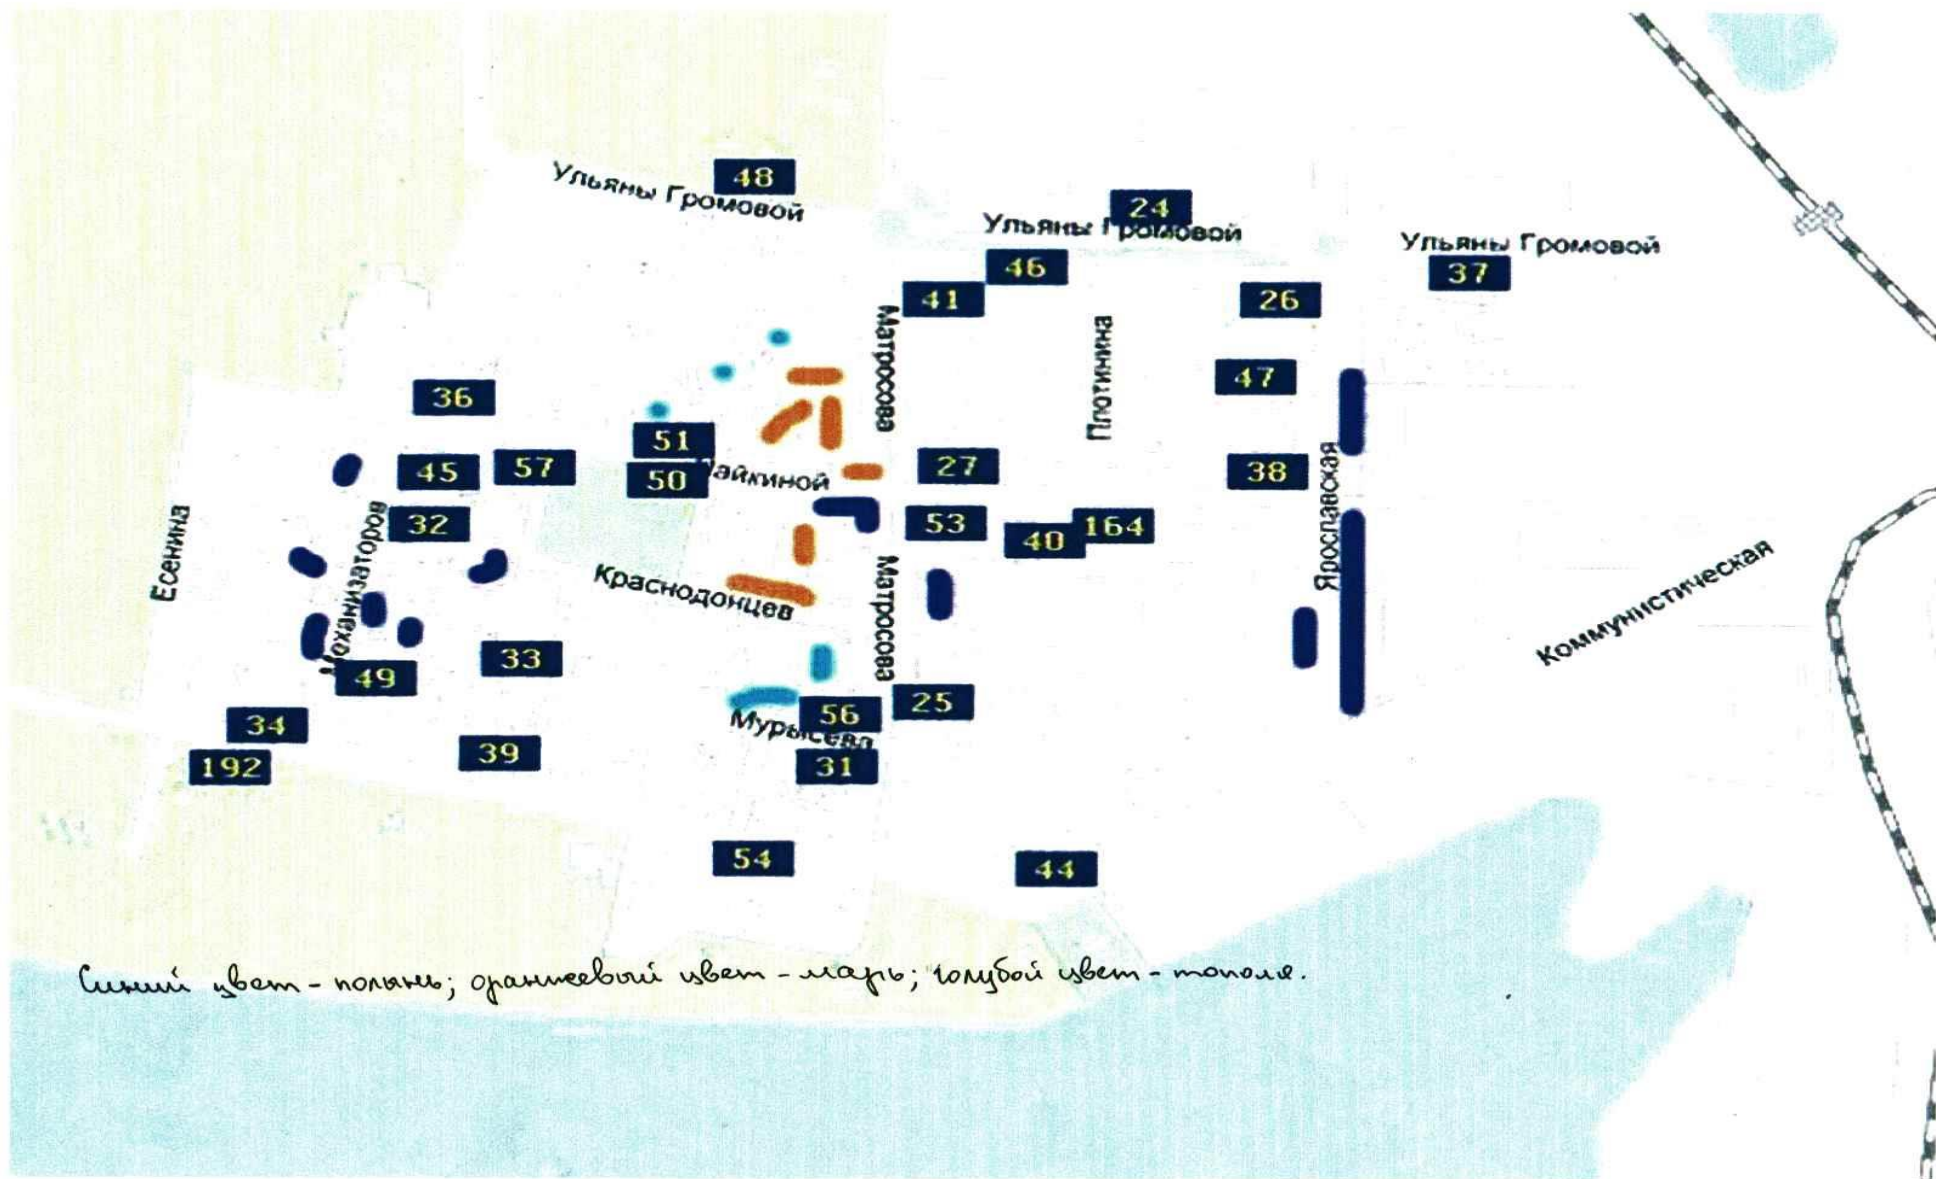 48
Ульяны Громовой
24
Ульяны Громовой
Ульяны Громовой
37
46
41
26
Матросова
Плотинина
47
36
51
45
57
50
айкиной
27
38
Ярославская
32
53
40
164
Есенина
Механизаторов
Краснодонцев
Матросова
Коммунистическая
33
49
25
56
34
Мурысева
39
192
31
54
44
Синий цвет - полынь; оранжевый цвет - марь; голубой цвет - тополя.